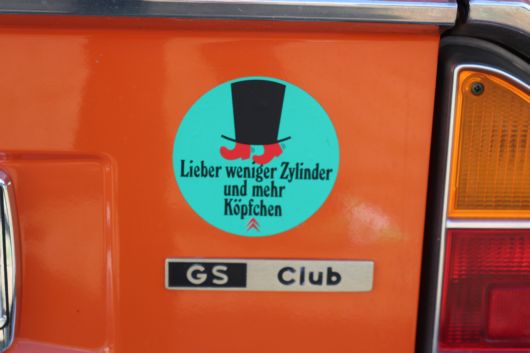 Lieber weniger Zylinder
und mehr
Köpfchen
GS Club